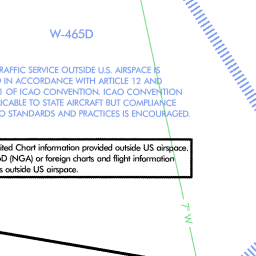 W-465D
TRAFFIC SERVICE OUTSIDE U.S. AIRSPACE IS
IN ACCORDANCE WITH ARTICLE 12 AND
OF ICAO CONVENTION. ICAO CONVENTION
ICABLE TO STATE AIRCRAFT BUT COMPLIANCE
O STANDARDS AND PRACTICES IS ENCOURAGED.
ited Chart information provided outside US airspace.
D (NGA) or foreign charts and flight information
s outside US airspace.
7° W